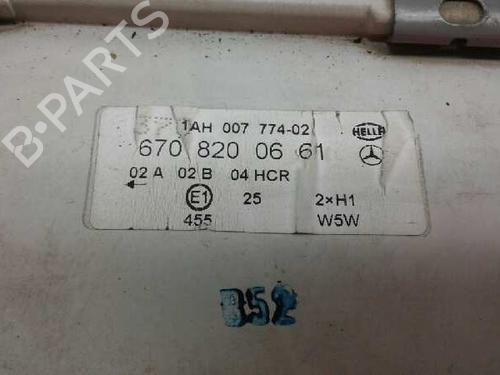 1AH 007 774-02 HELLA
670 820 06 61
02 A 02 B 04 HCR
E1 25 2×H1
455 W5W
B52
B-PARTS